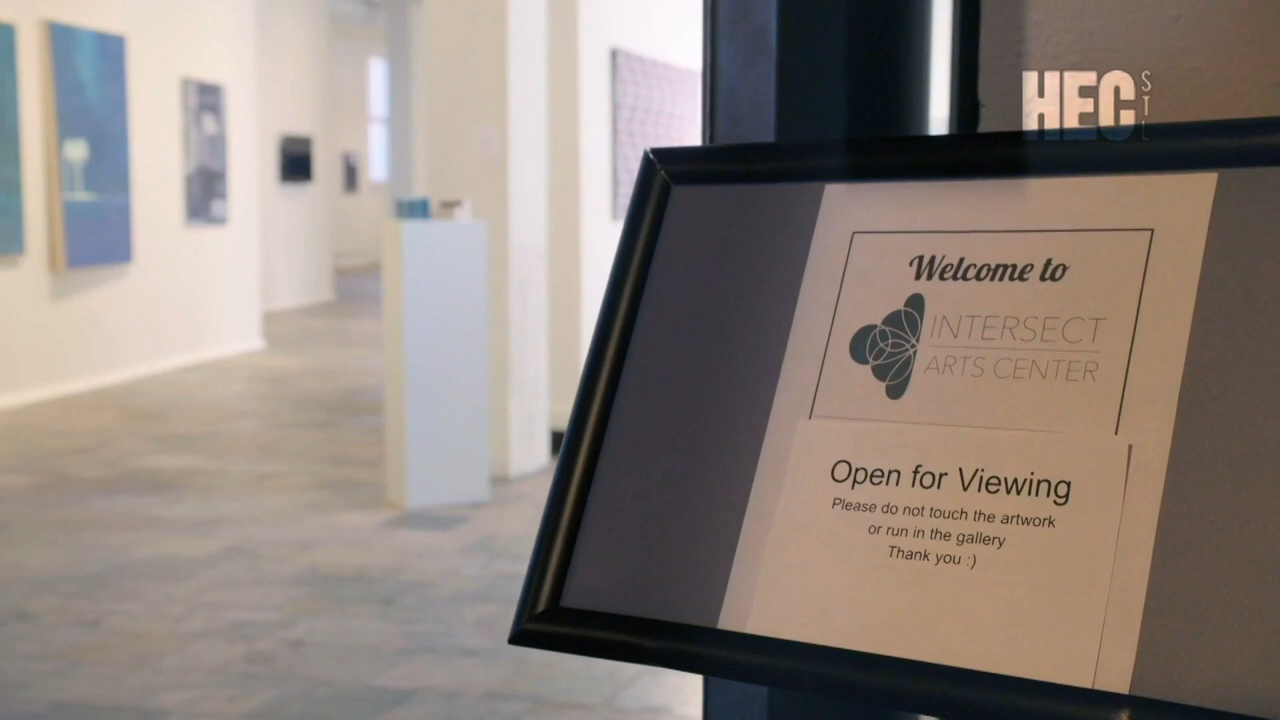 HEC
STL
Welcome to
INTERSECT
ARTS CENTER
Open for Viewing
Please do not touch the artwork
or run in the gallery
Thank you :)